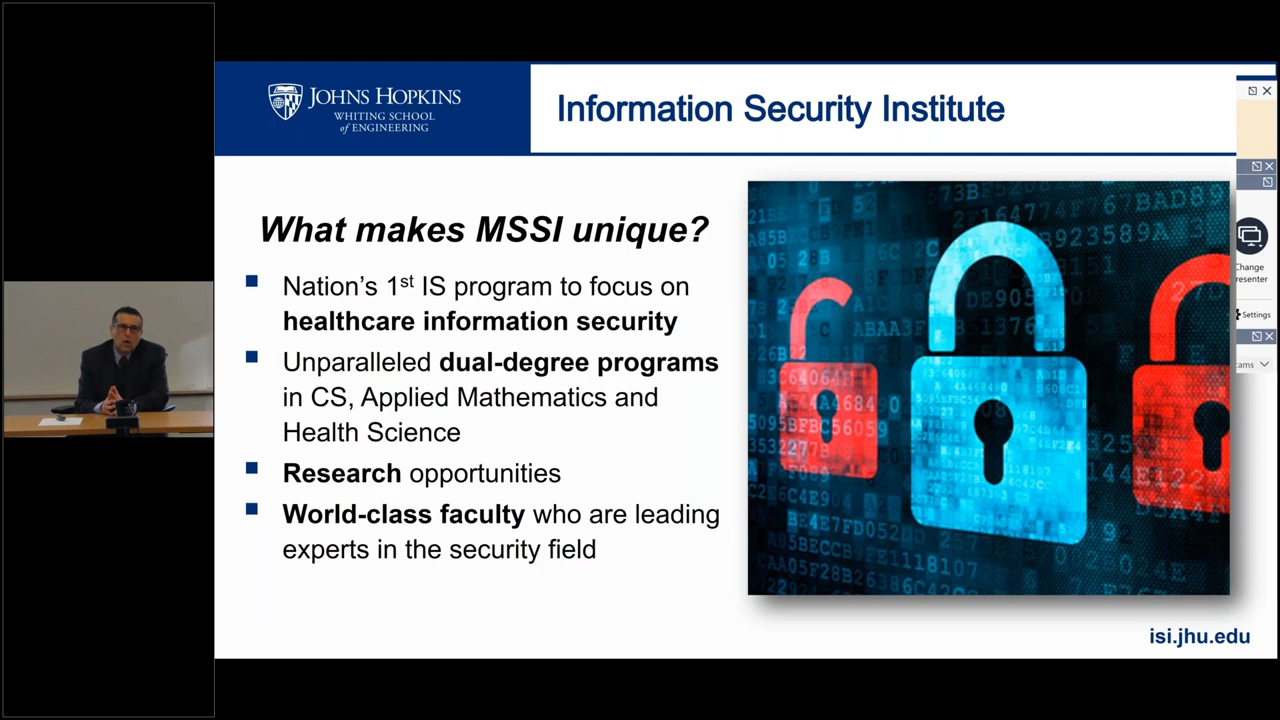 JOHNS HOPKINS
WHITING SCHOOL
of ENGINEERING
Information Security Institute
What makes MSSI unique?
Nation's 1st IS program to focus on
healthcare information security
Unparalleled dual-degree programs
in CS, Applied Mathematics and
Health Science
Research opportunities
World-class faculty who are leading
experts in the security field
isi.jhu.edu
Change
resenter
Settings